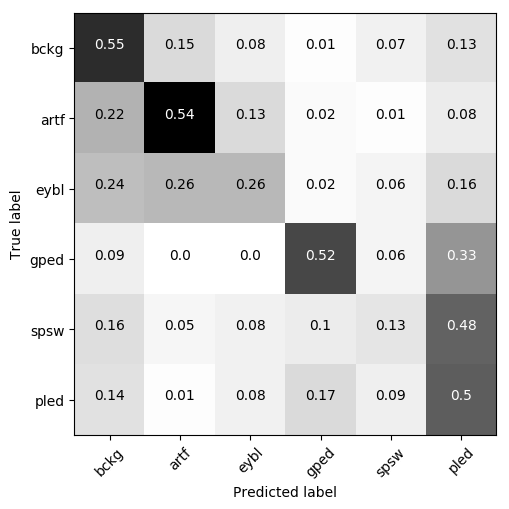 True label
bckg 0.55 0.15 0.08 0.01 0.07 0.13
artf 0.22 0.54 0.13 0.02 0.01 0.08
eybl 0.24 0.26 0.26 0.02 0.06 0.16
gped 0.09 0.0 0.0 0.52 0.06 0.33
spsw 0.16 0.05 0.08 0.1 0.13 0.48
pled 0.14 0.01 0.08 0.17 0.09 0.5
bckg artf eybl gped spsw pled
Predicted label